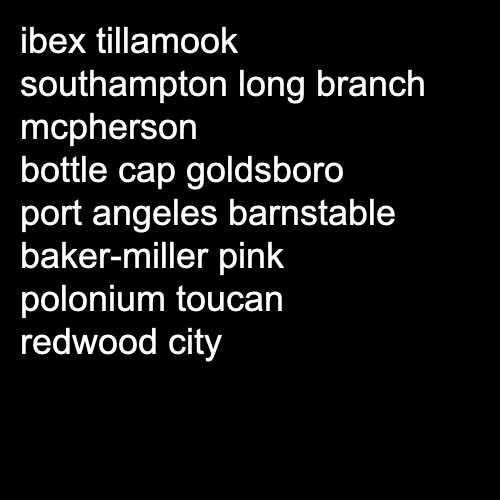 ibex tillamook
southampton long branch
mcpherson
bottle cap goldsboro
port angeles barnstable
baker-miller pink
polonium toucan
redwood city